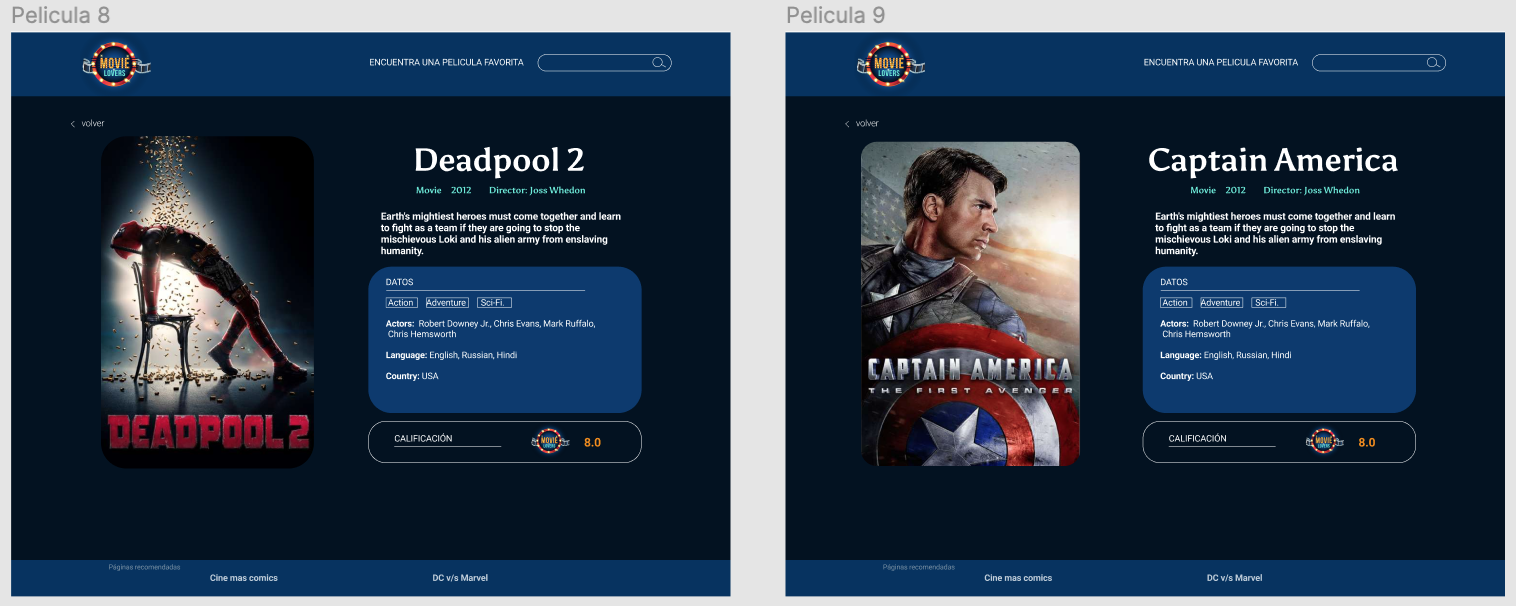 Pelicula 8
MOVIE
LOVERS
ENCUENTRA UNA PELICULA FAVORITA
volver
DEADPOOL 2
Deadpool 2
Movie 2012 Director: Joss Whedon
Earth's mightiest heroes must come together and learn
to fight as a team if they are going to stop the
mischievous Loki and his alien army from enslaving
humanity.
DATOS
Action Adventure Sci-Fi.
Actors: Robert Downey Jr., Chris Evans, Mark Ruffalo,
Chris Hemsworth
Language: English, Russian, Hindi
Country: USA
CALIFICACIÓN MOVIE LOVERS 8.0
Páginas recomendadas
Cine mas comics DC v/s Marvel
Pelicula 9
MOVIE
LOVERS
ENCUENTRA UNA PELICULA FAVORITA
volver
CAPTAIN AMERICA
THE FIRST AVENGER
Captain America
Movie 2012 Director: Joss Whedon
Earth's mightiest heroes must come together and learn
to fight as a team if they are going to stop the
mischievous Loki and his alien army from enslaving
humanity.
DATOS
Action Adventure Sci-Fi.
Actors: Robert Downey Jr., Chris Evans, Mark Ruffalo,
Chris Hemsworth
Language: English, Russian, Hindi
Country: USA
CALIFICACIÓN MOVIE LOVERS 8.0
Páginas recomendadas
Cine mas comics DC v/s Marvel